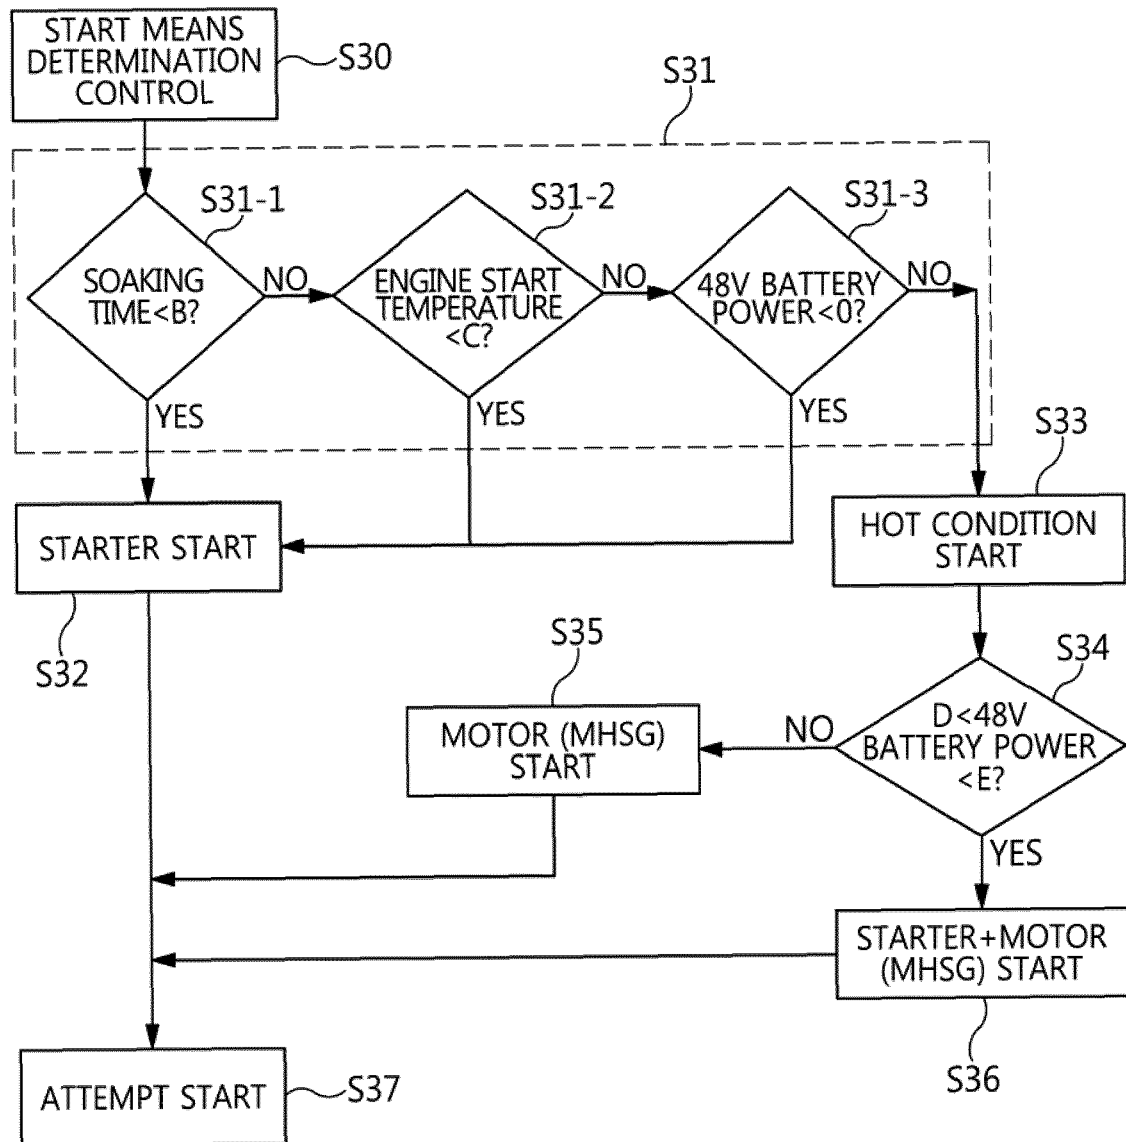 START MEANS
DETERMINATION
CONTROL
S30
S31
S31-1
S31-2
S31-3
SOAKING
TIME<B?
NO
ENGINE START
TEMPERATURE
<C?
NO
48V BATTERY
POWER<0?
NO
YES
YES
YES
S33
STARTER START
HOT CONDITION
START
S32
S35
S34
MOTOR (MHSG)
START
NO
D<48V
BATTERY POWER
<E?
YES
STARTER+MOTOR
(MHSG) START
S36
ATTEMPT START
S37